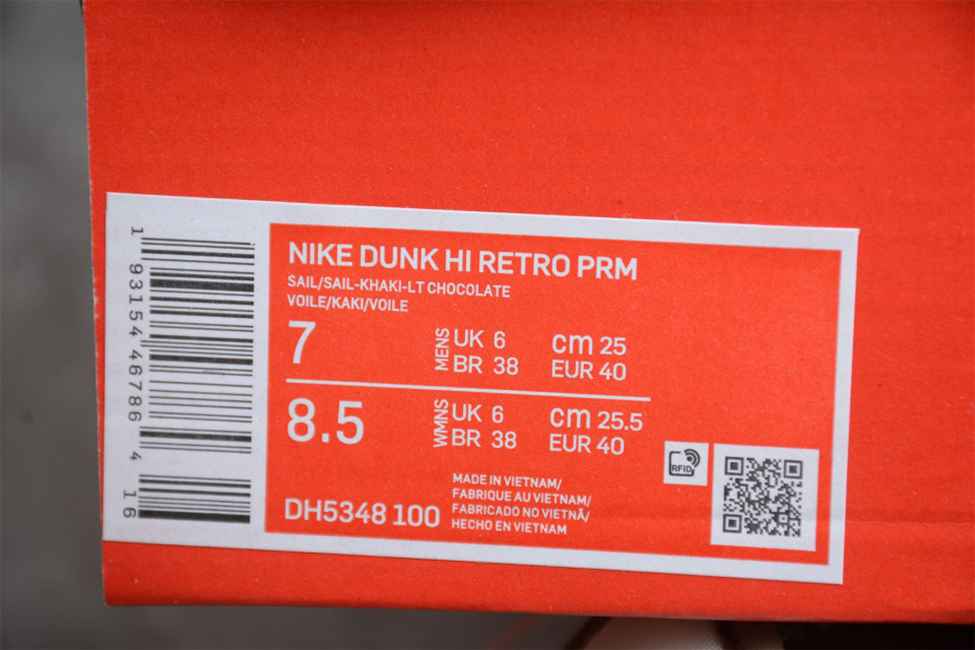 NIKE DUNK HI RETRO PRM
SAIL/SAIL-KHAKI-LT CHOCOLATE
VOILE/KAKI/VOILE
7 MENS UK 6 cm 25
BR 38 EUR 40
8.5 WMNS UK 6 cm 25.5
BR 38 EUR 40
MADE IN VIETNAM/
FABRIQUE AU VIETNAM/
FABRICADO NO VIETNÃ/
HECHO EN VIETNAM
DH5348 100
RFID
1 93154 46786 4 16